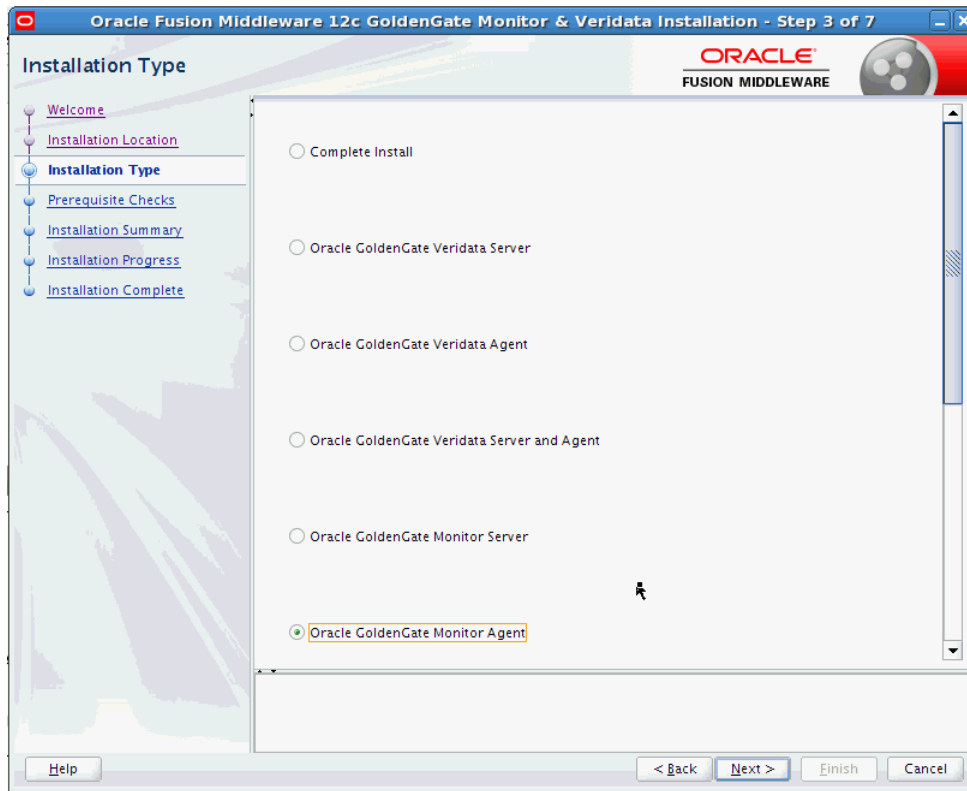 Oracle Fusion Middleware 12c GoldenGate Monitor & Veridata Installation - Step 3 of 7
Installation Type
ORACLE
FUSION MIDDLEWARE
Welcome
Installation Location
Installation Type
Prerequisite Checks
Installation Summary
Installation Progress
Installation Complete
Complete Install
Oracle GoldenGate Veridata Server
Oracle GoldenGate Veridata Agent
Oracle GoldenGate Veridata Server and Agent
Oracle GoldenGate Monitor Server
Oracle GoldenGate Monitor Agent
Help
< Back
Next >
Finish
Cancel